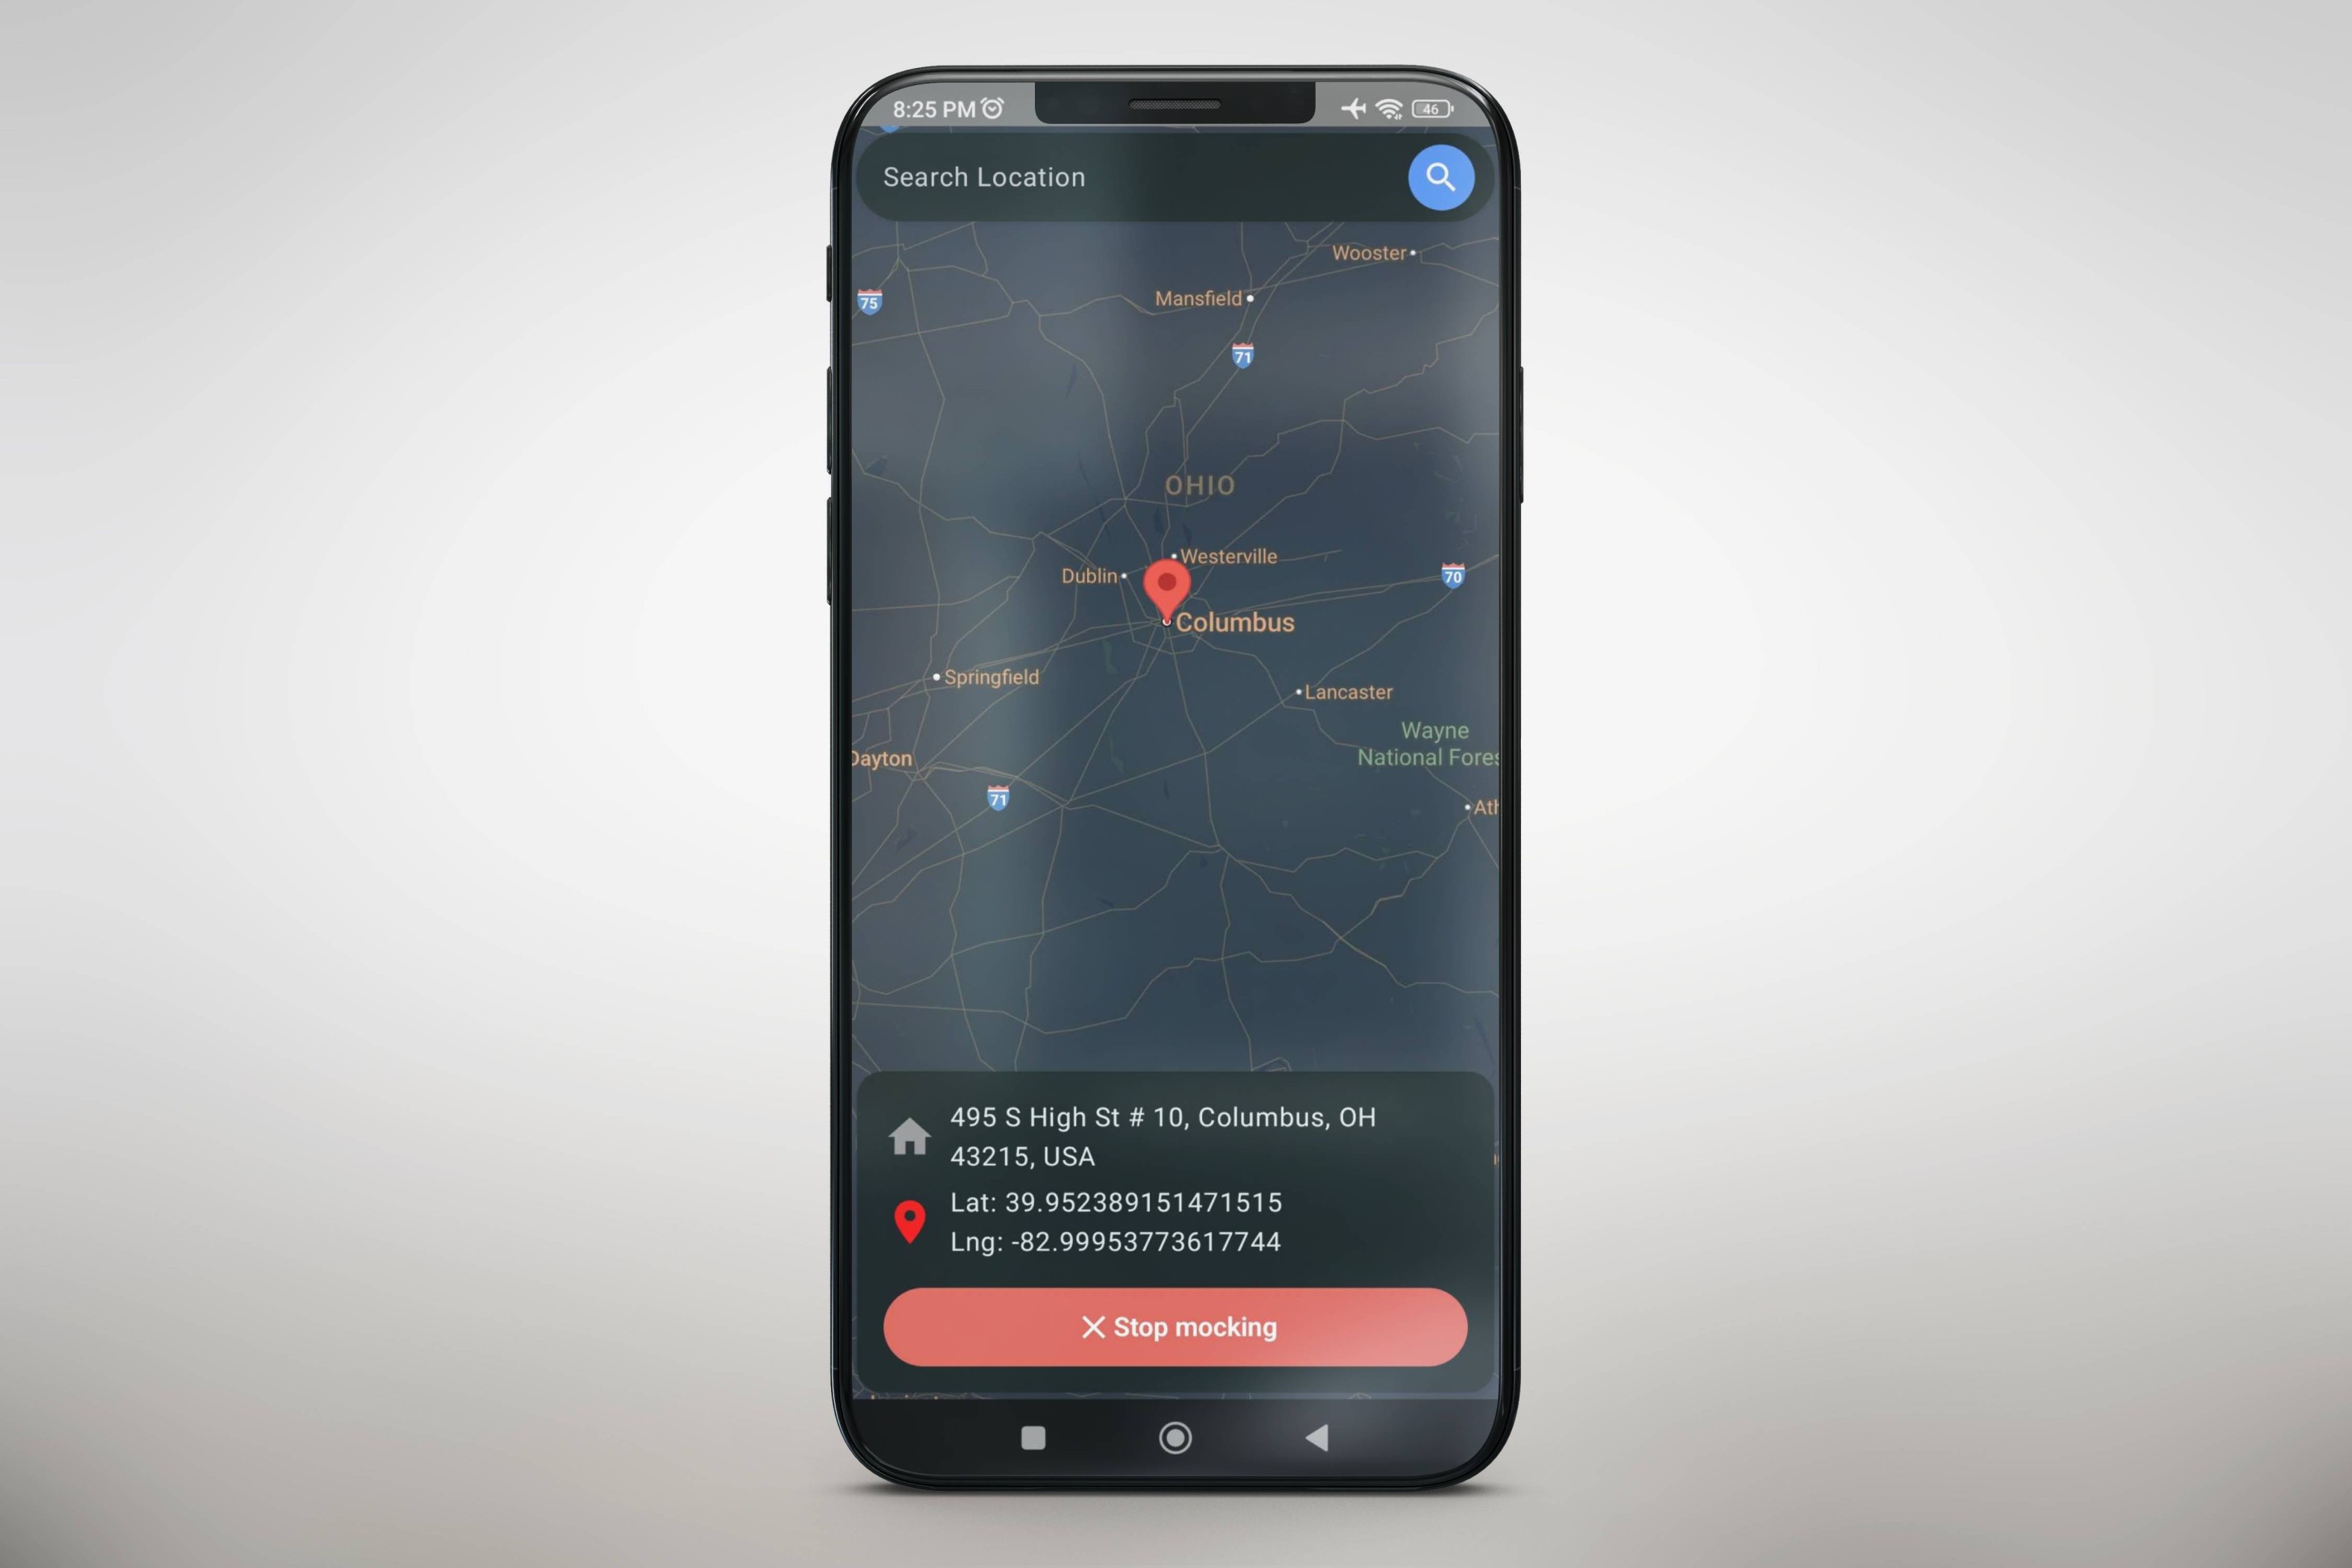 8:25 PM
46
Search Location
Wooster
75
Mansfield
71
OHIO
Westerville
Dublin
70
Columbus
Springfield
Lancaster
Wayne
National Fores
Dayton
71
Ath
495 S High St # 10, Columbus, OH
43215, USA
Lat: 39.952389151471515
Lng: -82.99953773617744
Stop mocking